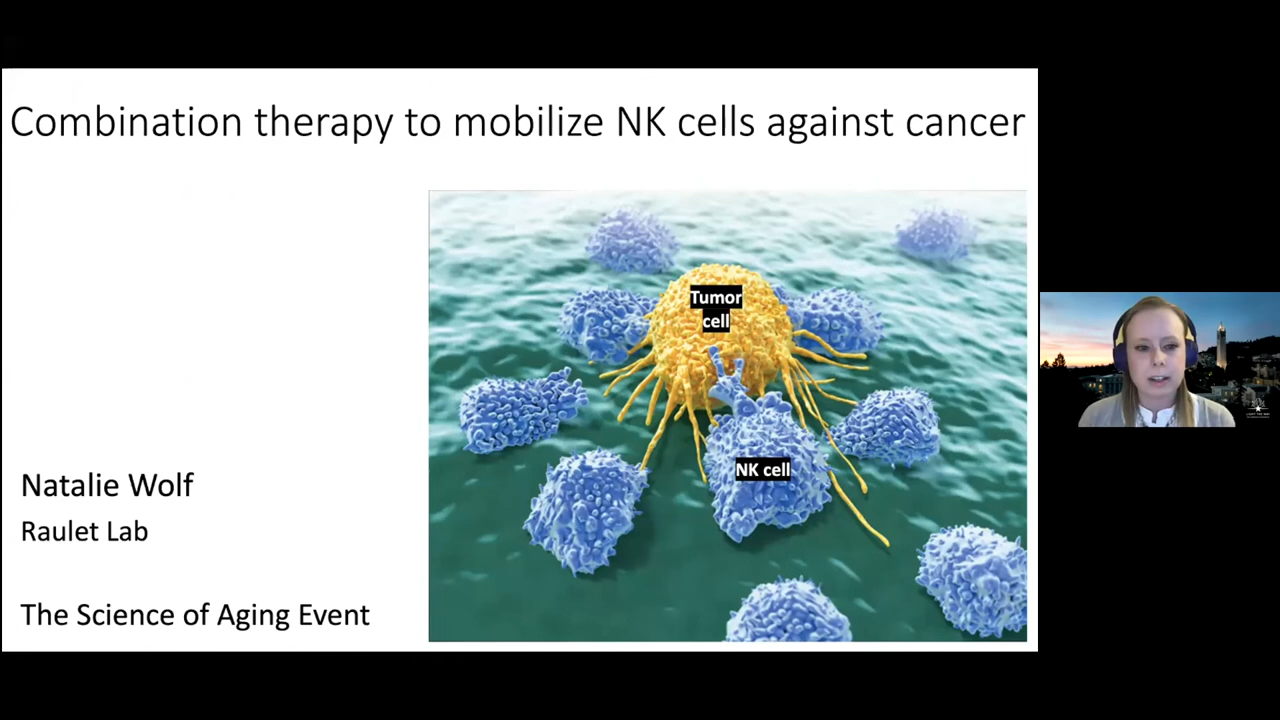 Combination therapy to mobilize NK cells against cancer
Tumor
cell
NK cell
Natalie Wolf
Raulet Lab
The Science of Aging Event